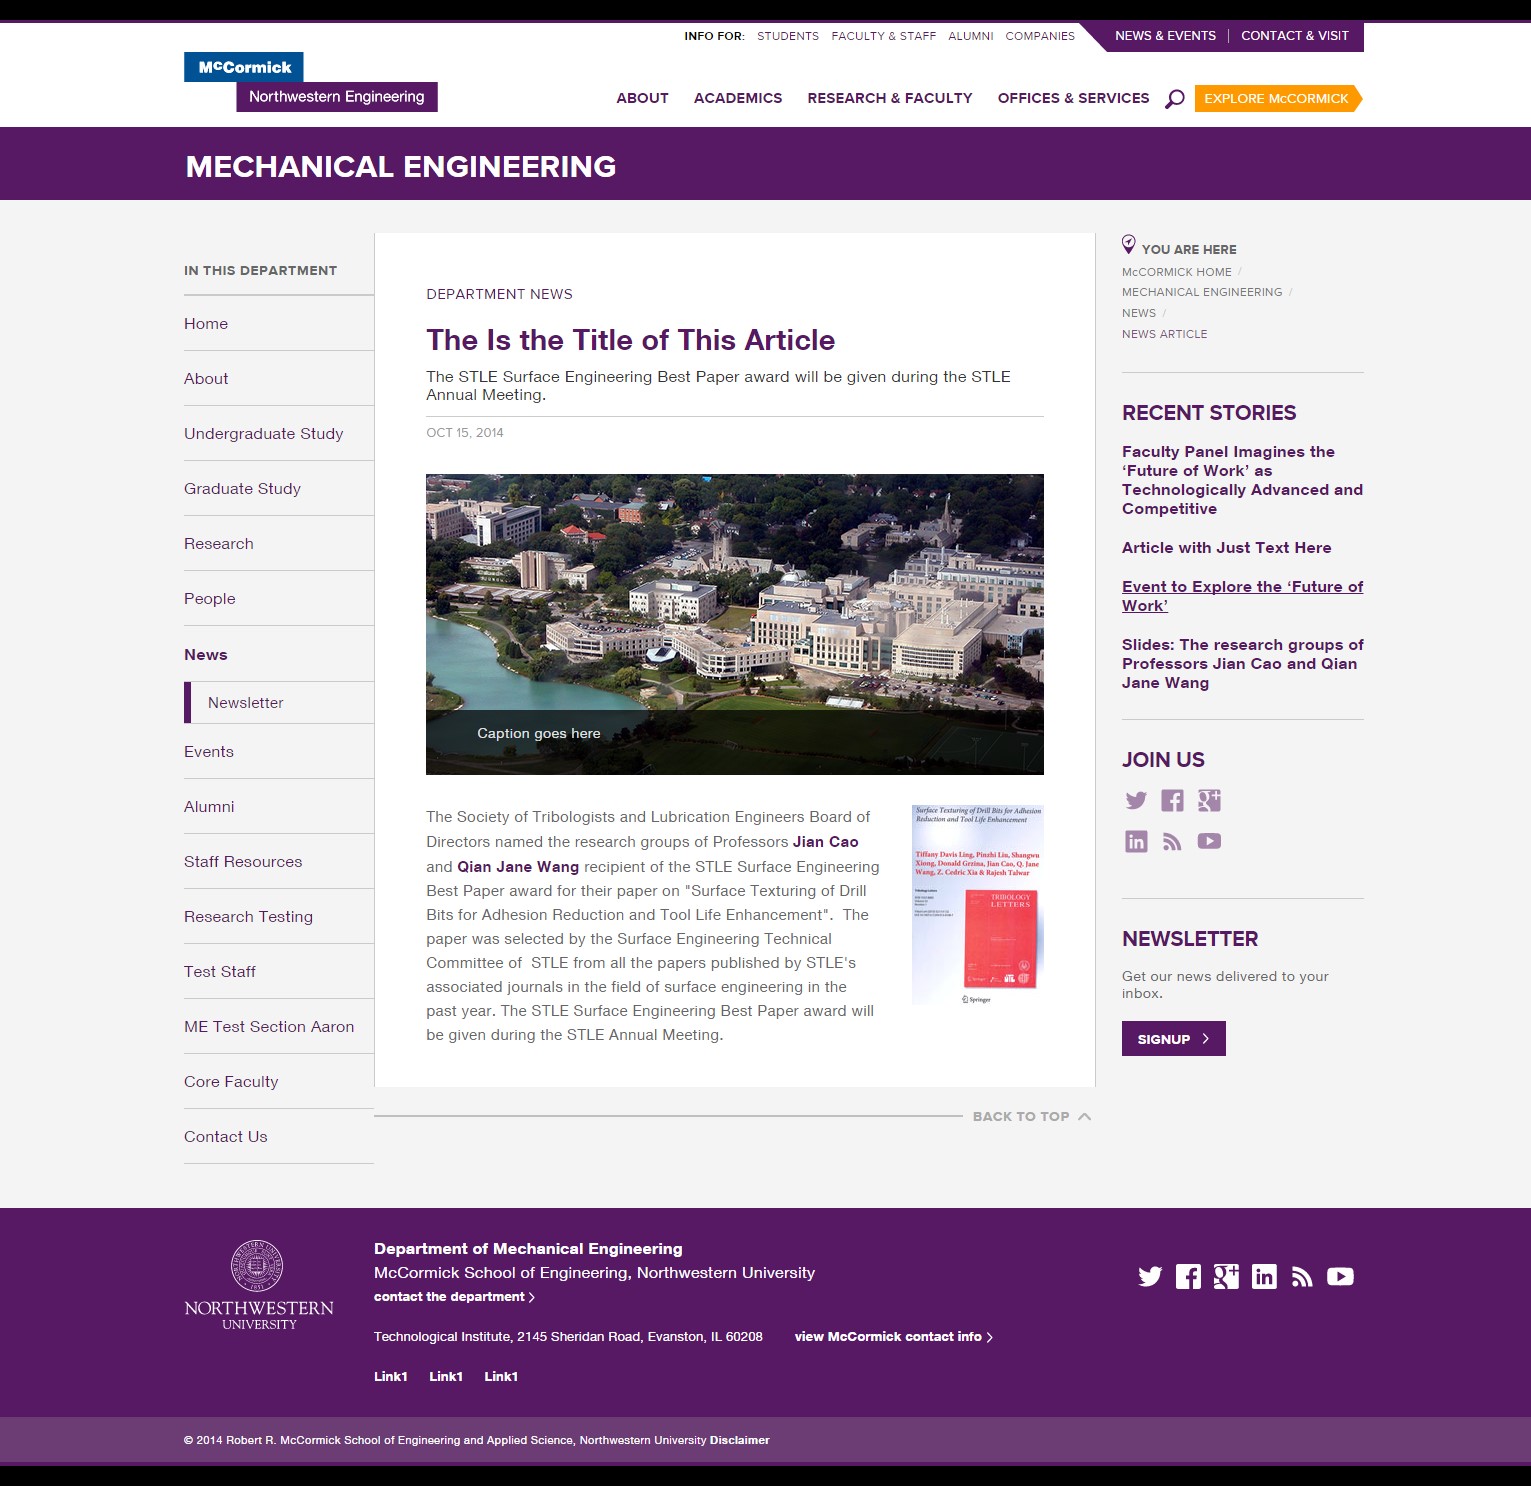 INFO FOR: STUDENTS FACULTY & STAFF ALUMNI COMPANIES NEWS & EVENTS CONTACT & VISIT
McCormick
Northwestern Engineering
ABOUT ACADEMICS RESEARCH & FACULTY OFFICES & SERVICES EXPLORE McCORMICK
MECHANICAL ENGINEERING
IN THIS DEPARTMENT
Home
About
Undergraduate Study
Graduate Study
Research
People
News
Newsletter
Events
Alumni
Staff Resources
Research Testing
Test Staff
ME Test Section Aaron
Core Faculty
Contact Us
DEPARTMENT NEWS
The Is the Title of This Article
The STLE Surface Engineering Best Paper award will be given during the STLE
Annual Meeting.
OCT 15, 2014
Caption goes here
The Society of Tribologists and Lubrication Engineers Board of
Directors named the research groups of Professors Jian Cao
and Qian Jane Wang recipient of the STLE Surface Engineering
Best Paper award for their paper on "Surface Texturing of Drill
Bits for Adhesion Reduction and Tool Life Enhancement".  The
paper was selected by the Surface Engineering Technical
Committee of  STLE from all the papers published by STLE's
associated journals in the field of surface engineering in the
past year. The STLE Surface Engineering Best Paper award will
be given during the STLE Annual Meeting.
Surface Texturing of Drill Bits for Adhesion
Reduction and Tool Life Enhancement
Tiffany Davis Ling, Pinzhi Liu, Shangwu
Xiong, Donald Grzina, Jian Cao, Q. Jane
Wang, Z. Cedric Xia & Rajesh Talwar
TRIBOLOGY
LETTERS
Springer
BACK TO TOP
YOU ARE HERE
McCORMICK HOME /
MECHANICAL ENGINEERING /
NEWS /
NEWS ARTICLE
RECENT STORIES
Faculty Panel Imagines the
‘Future of Work’ as
Technologically Advanced and
Competitive
Article with Just Text Here
Event to Explore the ‘Future of
Work’
Slides: The research groups of
Professors Jian Cao and Qian
Jane Wang
JOIN US
NEWSLETTER
Get our news delivered to your
inbox.
SIGNUP
NORTHWESTERN
UNIVERSITY
Department of Mechanical Engineering
McCormick School of Engineering, Northwestern University
contact the department
Technological Institute, 2145 Sheridan Road, Evanston, IL 60208 view McCormick contact info
Link1 Link1 Link1
© 2014 Robert R. McCormick School of Engineering and Applied Science, Northwestern University Disclaimer